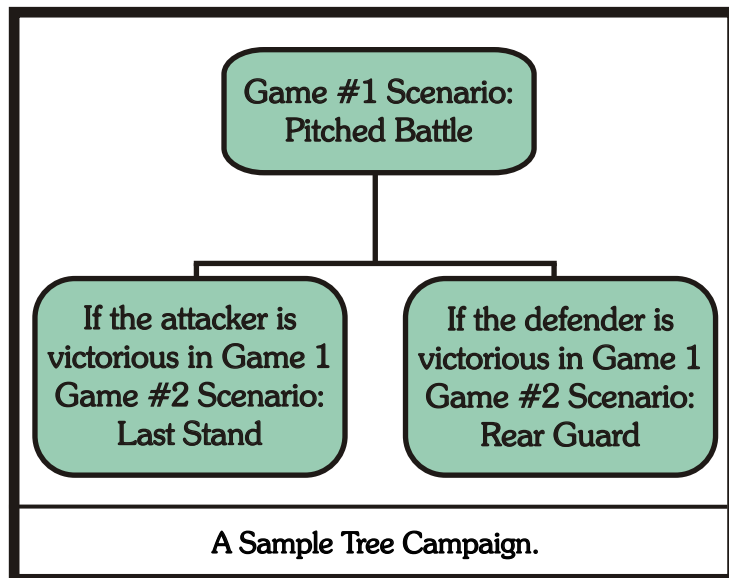 Game #1 Scenario:
Pitched Battle
If the attacker is
victorious in Game 1
Game #2 Scenario:
Last Stand
If the defender is
victorious in Game 1
Game #2 Scenario:
Rear Guard
A Sample Tree Campaign.